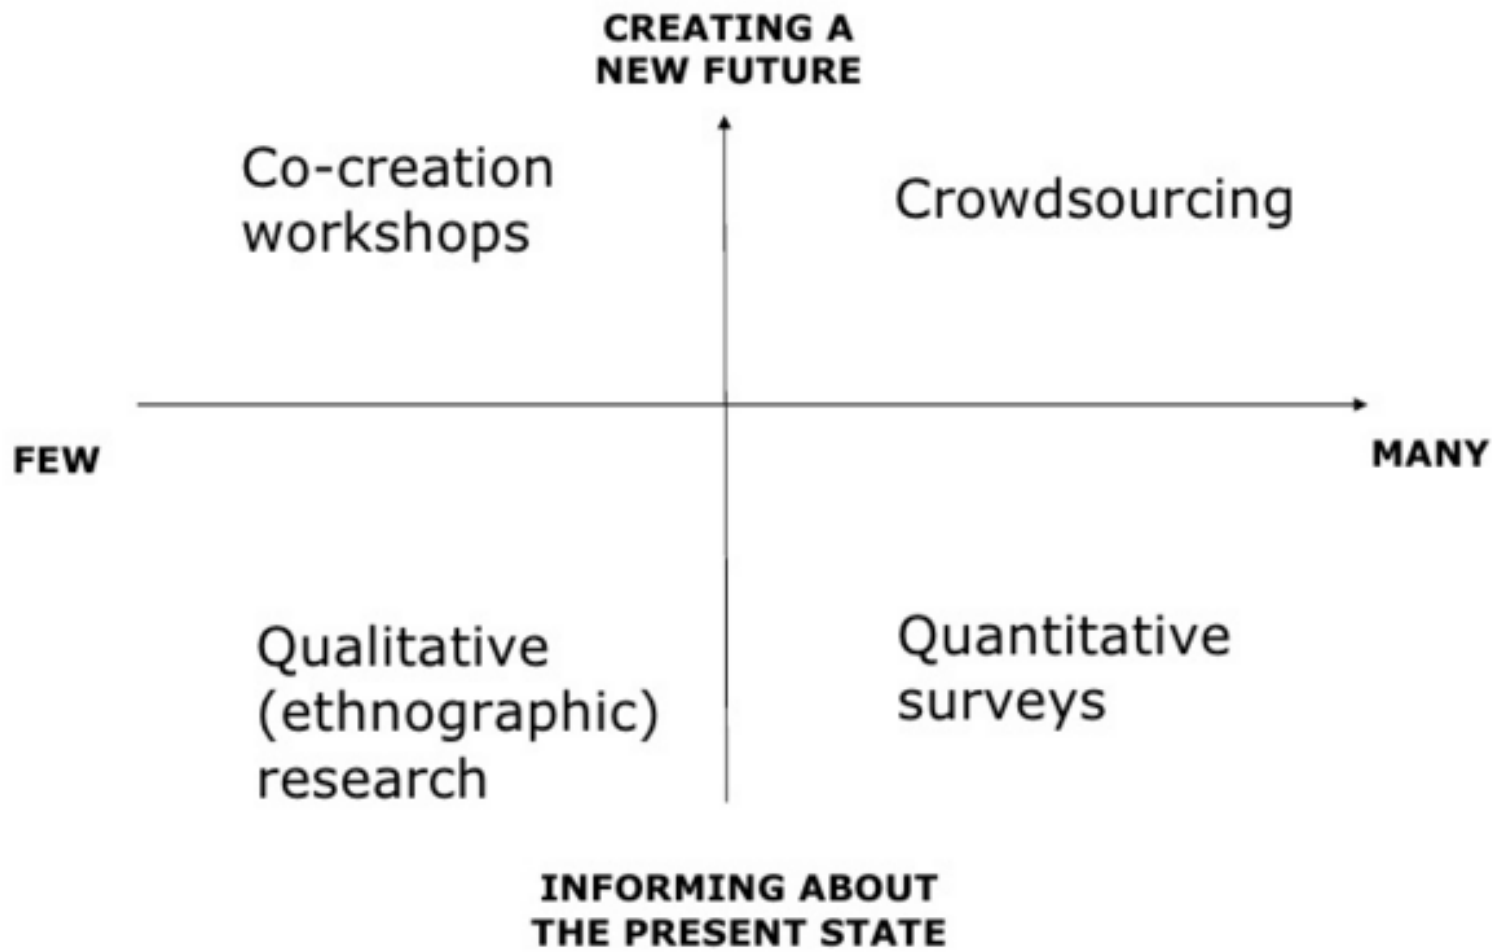 CREATING A
NEW FUTURE
Co-creation
workshops
Crowdsourcing
FEW
MANY
Qualitative
(ethnographic)
research
Quantitative
surveys
INFORMING ABOUT
THE PRESENT STATE